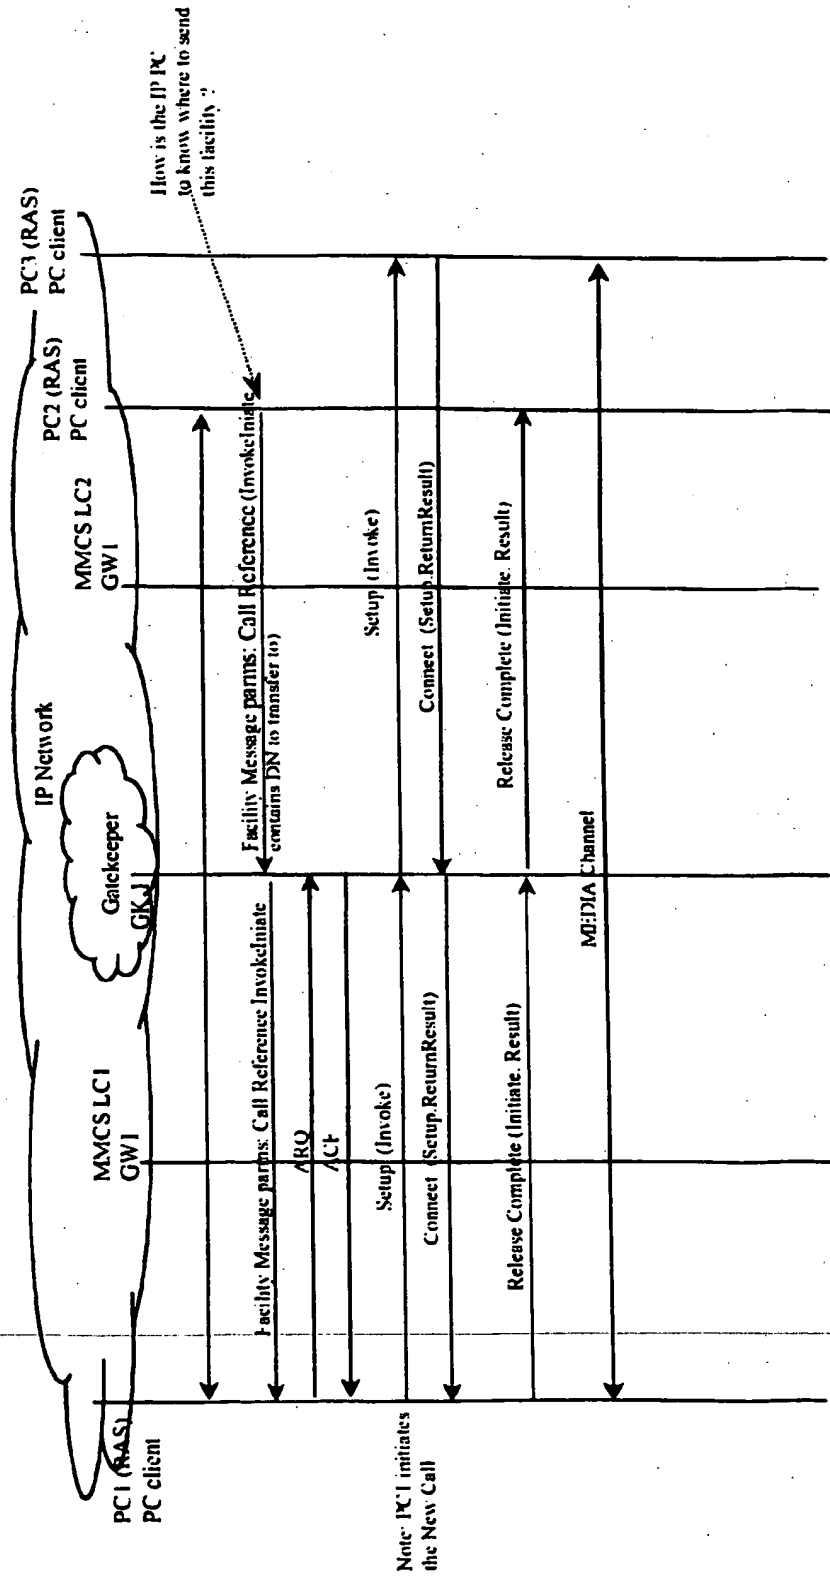 PC1 (RAS)
PC client
MMCS LC1
GW1
IP Network
Gatekeeper
GK1
MMCS LC2
GW1
PC2 (RAS)
PC client
PC3 (RAS)
PC client
How is the IP PC
to know where to send
this facility ?
Facility Message parms: Call Reference (InvokeIniate
contains DN to transfer to)
Facility Message parms: Call Reference InvokeIniate
ARQ
ACF
Note: PC1 initiates
the New Call
Setup (Invoke)
Setup (Invoke)
Connect (Setup.ReturnResult)
Connect (Setup.ReturnResult)
Release Complete (Initiate. Result)
Release Complete (Initiate. Result)
MEDIA Channel